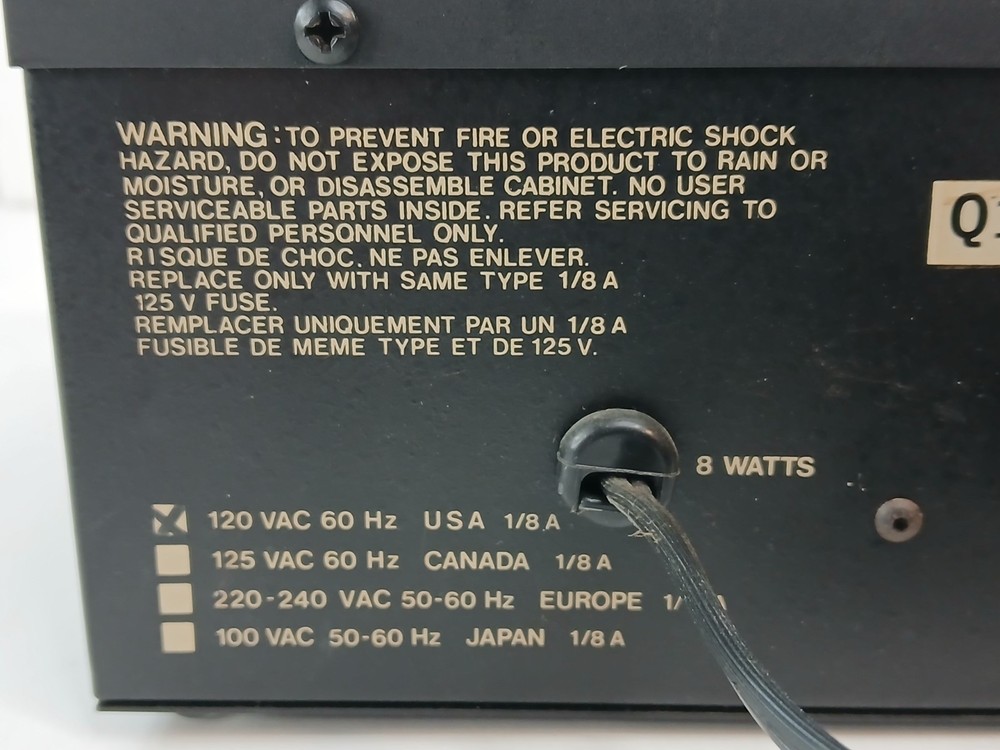 WARNING: TO PREVENT FIRE OR ELECTRIC SHOCK
HAZARD, DO NOT EXPOSE THIS PRODUCT TO RAIN OR
MOISTURE, OR DISASSEMBLE CABINET. NO USER
SERVICEABLE PARTS INSIDE. REFER SERVICING TO
QUALIFIED PERSONNEL ONLY.
RISQUE DE CHOC. NE PAS ENLEVER.
REPLACE ONLY WITH SAME TYPE 1/8 A
125 V FUSE.
REMPLACER UNIQUEMENT PAR UN 1/8 A
FUSIBLE DE MEME TYPE ET DE 125 V.
8 WATTS
120 VAC 60 Hz USA 1/8 A
125 VAC 60 Hz CANADA 1/8 A
220-240 VAC 50-60 Hz EUROPE
100 VAC 50-60 Hz JAPAN 1/8 A